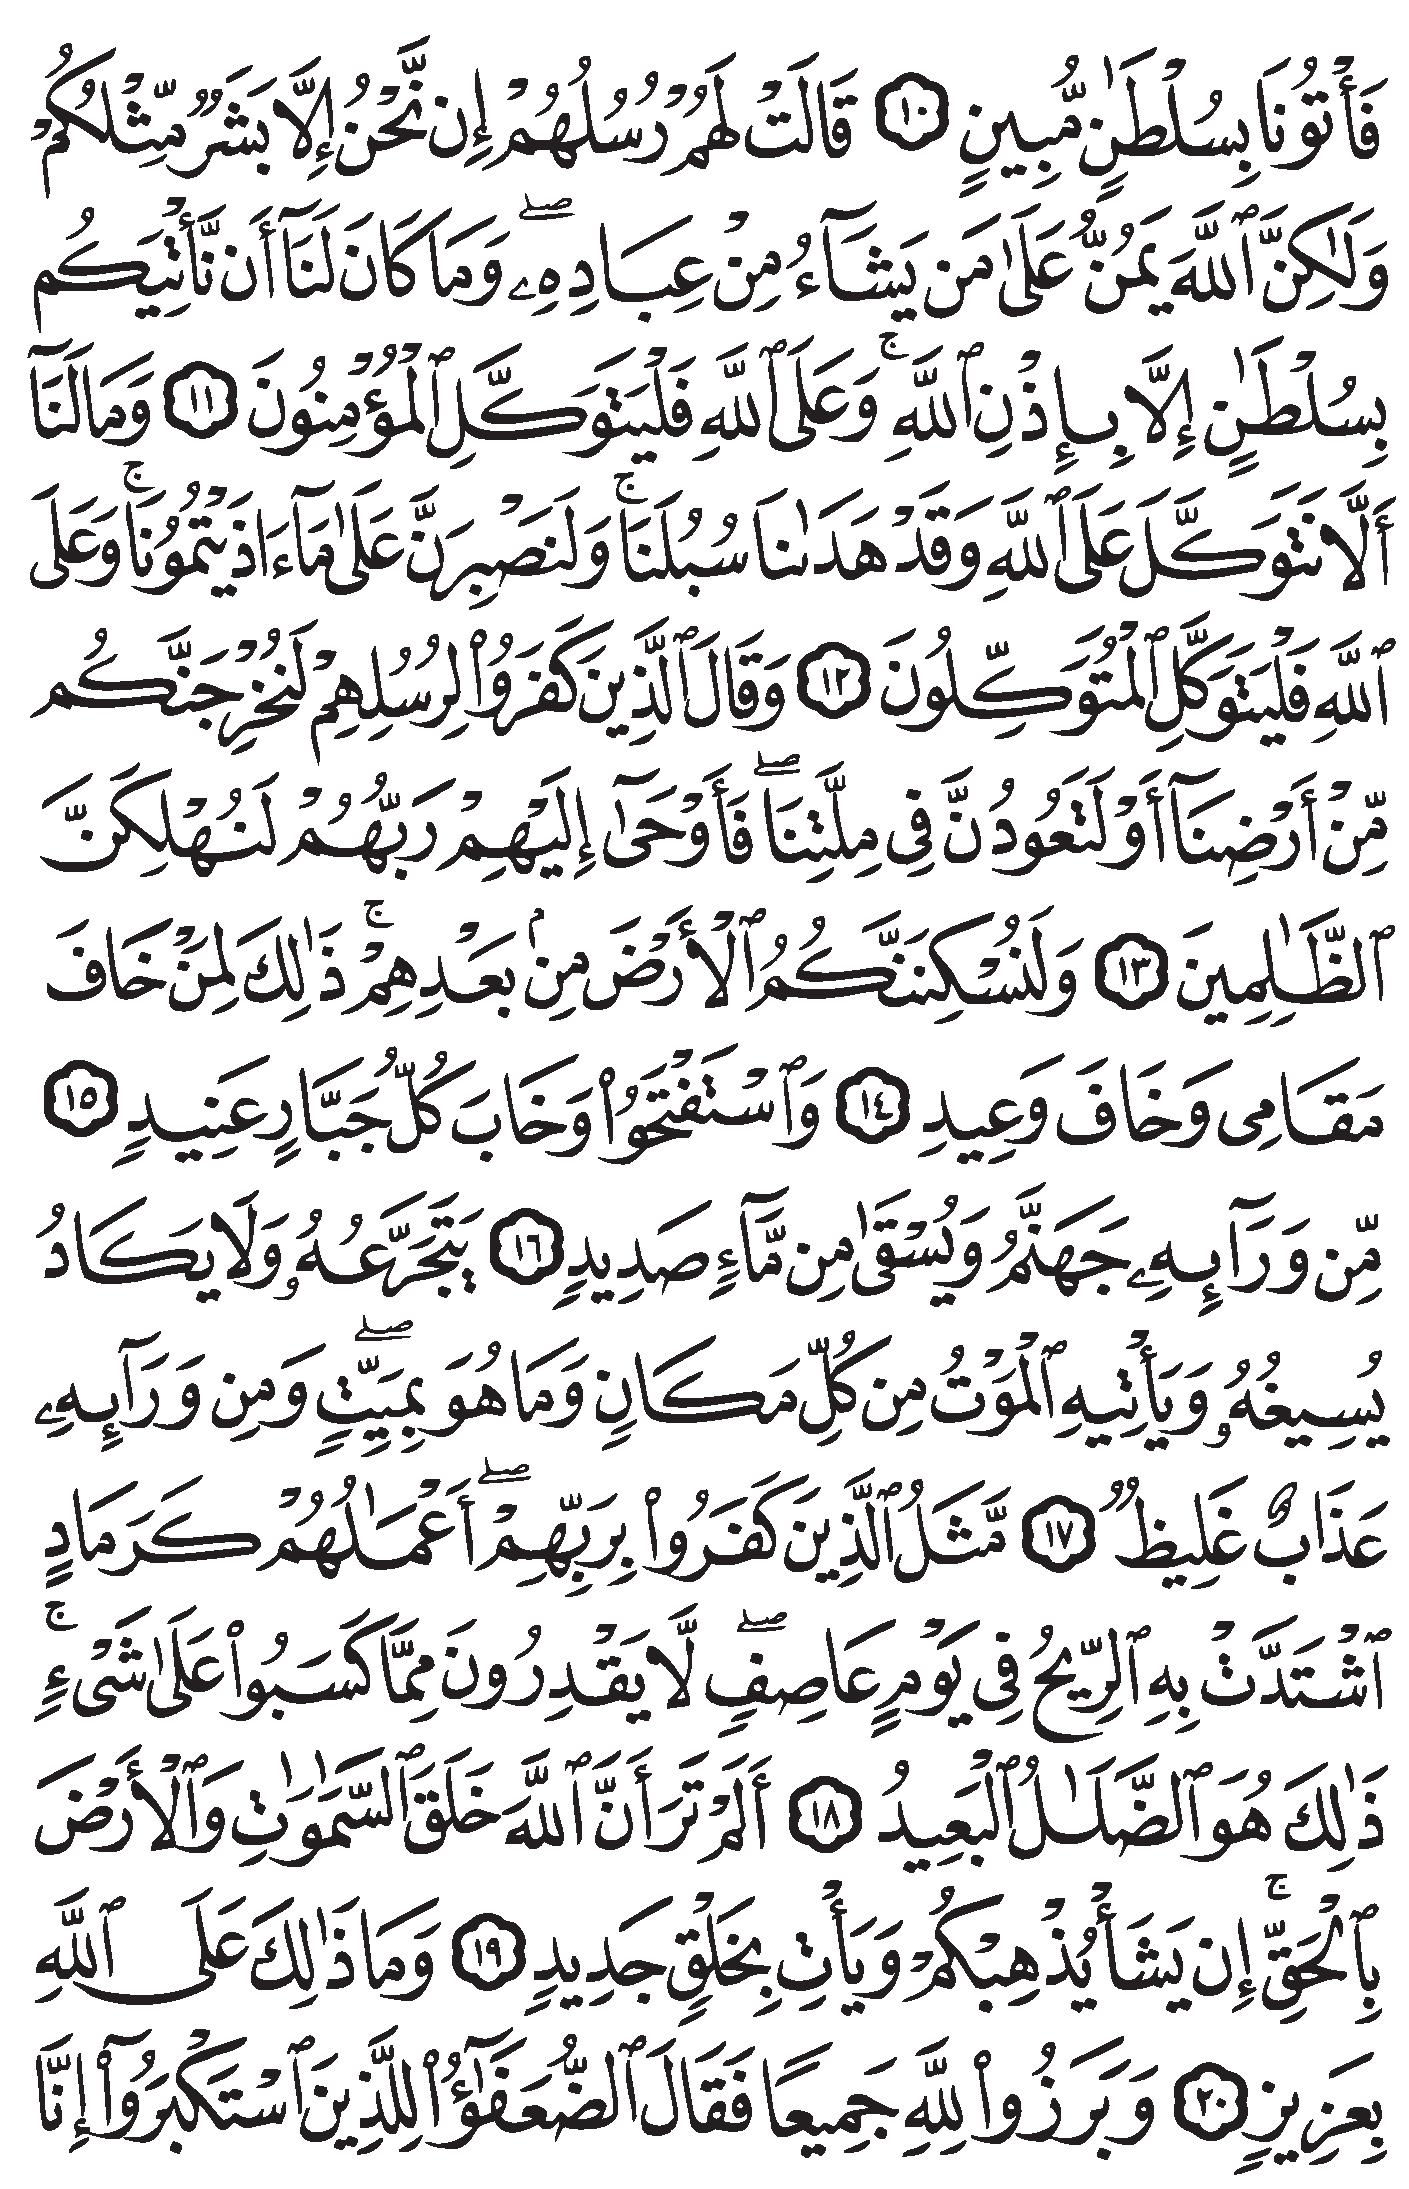 فَأْتُونَا بِسُلْطَٰنٍ مُّبِينٍ ١٠ قَالَتْ لَهُمْ رُسُلُهُمْ إِن نَّحْنُ إِلَّا بَشَرٌ مِّثْلُكُمْ
وَلَٰكِنَّ ٱللَّهَ يَمُنُّ عَلَىٰ مَن يَشَآءُ مِنْ عِبَادِهِۦ ۖ وَمَا كَانَ لَنَآ أَن نَّأْتِيَكُم
بِسُلْطَٰنٍ إِلَّا بِإِذْنِ ٱللَّهِ ۚ وَعَلَى ٱللَّهِ فَلْيَتَوَكَّلِ ٱلْمُؤْمِنُونَ ١١ وَمَا لَنَآ
أَلَّا نَتَوَكَّلَ عَلَى ٱللَّهِ وَقَدْ هَدَىٰنَا سُبُلَنَا ۚ وَلَنَصْبِرَنَّ عَلَىٰ مَآ ءَاذَيْتُمُونَا ۚ وَعَلَى
ٱللَّهِ فَلْيَتَوَكَّلِ ٱلْمُتَوَكِّلُونَ ١٢ وَقَالَ ٱلَّذِينَ كَفَرُوا۟ لِرُسُلِهِمْ لَنُخْرِجَنَّكُم
مِّنْ أَرْضِنَآ أَوْ لَتَعُودُنَّ فِى مِلَّتِنَا ۖ فَأَوْحَىٰٓ إِلَيْهِمْ رَبُّهُمْ لَنُهْلِكَنَّ
ٱلظَّٰلِمِينَ ١٣ وَلَنُسْكِنَنَّكُمُ ٱلْأَرْضَ مِنۢ بَعْدِهِمْ ۚ ذَٰلِكَ لِمَنْ خَافَ
مَقَامِى وَخَافَ وَعِيدِ ١٤ وَٱسْتَفْتَحُوا۟ وَخَابَ كُلُّ جَبَّارٍ عَنِيدٍ ١٥
مِّن وَرَآئِهِۦ جَهَنَّمُ وَيُسْقَىٰ مِن مَّآءٍ صَدِيدٍ ١٦ يَتَجَرَّعُهُۥ وَلَا يَكَادُ
يُسِيغُهُۥ وَيَأْتِيهِ ٱلْمَوْتُ مِن كُلِّ مَكَانٍ وَمَا هُوَ بِمَيِّتٍ ۖ وَمِن وَرَآئِهِۦ
عَذَابٌ غَلِيظٌ ١٧ مَّثَلُ ٱلَّذِينَ كَفَرُوا۟ بِرَبِّهِمْ ۖ أَعْمَٰلُهُمْ كَرَمَادٍ
ٱشْتَدَّتْ بِهِ ٱلرِّيحُ فِى يَوْمٍ عَاصِفٍ ۖ لَّا يَقْدِرُونَ مِمَّا كَسَبُوا۟ عَلَىٰ شَىْءٍ ۚ
ذَٰلِكَ هُوَ ٱلضَّلَٰلُ ٱلْبَعِيدُ ١٨ أَلَمْ تَرَ أَنَّ ٱللَّهَ خَلَقَ ٱلسَّمَٰوَٰتِ وَٱلْأَرْضَ
بِٱلْحَقِّ ۚ إِن يَشَأْ يُذْهِبْكُمْ وَيَأْتِ بِخَلْقٍ جَدِيدٍ ١٩ وَمَا ذَٰلِكَ عَلَى ٱللَّهِ
بِعَزِيزٍ ٢٠ وَبَرَزُوا۟ لِلَّهِ جَمِيعًا فَقَالَ ٱلضُّعَفَٰٓؤُا۟ لِلَّذِينَ ٱسْتَكْبَرُوٓا۟ إِنَّا